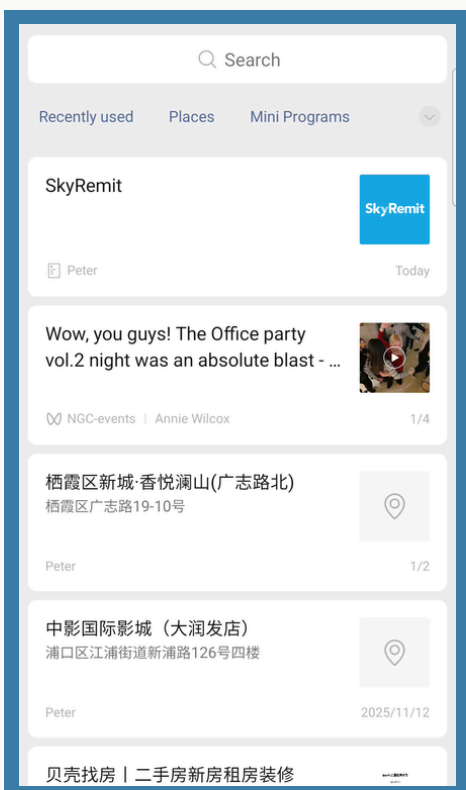 Search
Recently used Places Mini Programs
SkyRemit
SkyRemit
Peter Today
Wow, you guys! The Office party
vol.2 night was an absolute blast - ...
NGC-events | Annie Wilcox 1/4
栖霞区新城·香悦澜山(广志路北)
栖霞区广志路19-10号
Peter 1/2
中影国际影城（大润发店）
浦口区江浦街道新浦路126号四楼
Peter 2025/11/12
贝壳找房丨二手房新房租房装修